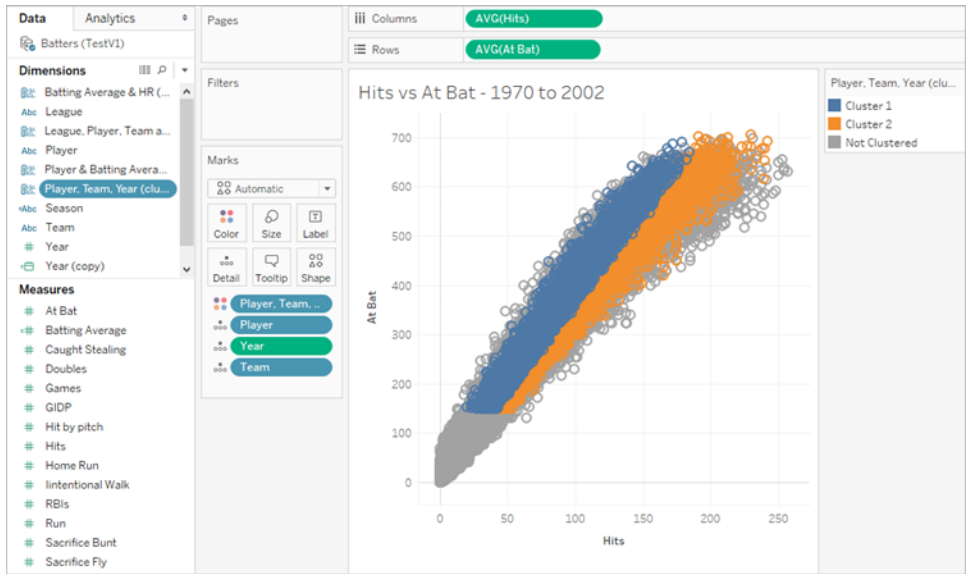 Data
Analytics
Batters (TestV1)
Dimensions
Batting Average & HR (...
Abc League
League, Player, Team a...
Abc Player
Player & Batting Avera...
Player, Team, Year (clu...
Abc Season
Abc Team
# Year
Year (copy)
Measures
# At Bat
# Batting Average
# Caught Stealing
# Doubles
# Games
# GIDP
# Hit by pitch
# Hits
# Home Run
# Iintentional Walk
# RBIs
# Run
# Sacrifice Bunt
# Sacrifice Fly
Pages
Filters
Marks
Automatic
Color
Size
T
Label
Detail
Tooltip
Shape
Player, Team, ..
Player
Year
Team
Columns
AVG(Hits)
Rows
AVG(At Bat)
Hits vs At Bat - 1970 to 2002
700
600
500
400
300
200
100
0
At Bat
0
50
100
150
200
250
Hits
Player, Team, Year (clu...
Cluster 1
Cluster 2
Not Clustered